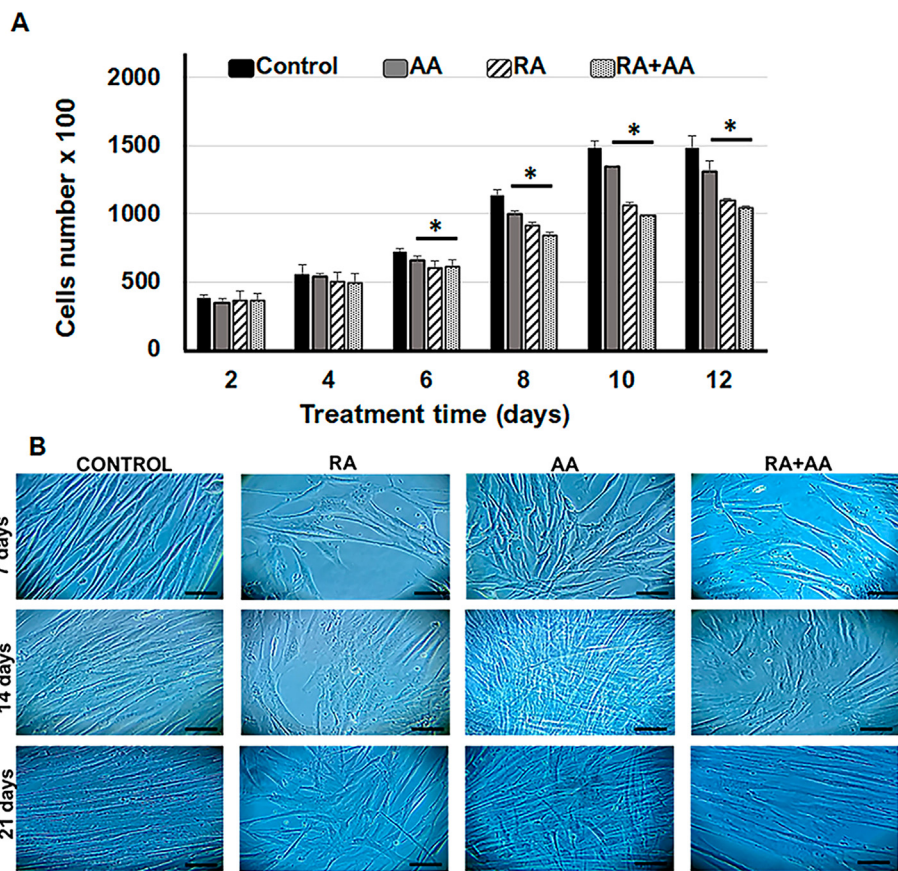 A
Control AA RA RA+AA
Cells number x 100
2000
1500
1000
500
0
*
*
*
*
2 4 6 8 10 12
Treatment time (days)
B
CONTROL RA AA RA+AA
7 days
14 days
21 days